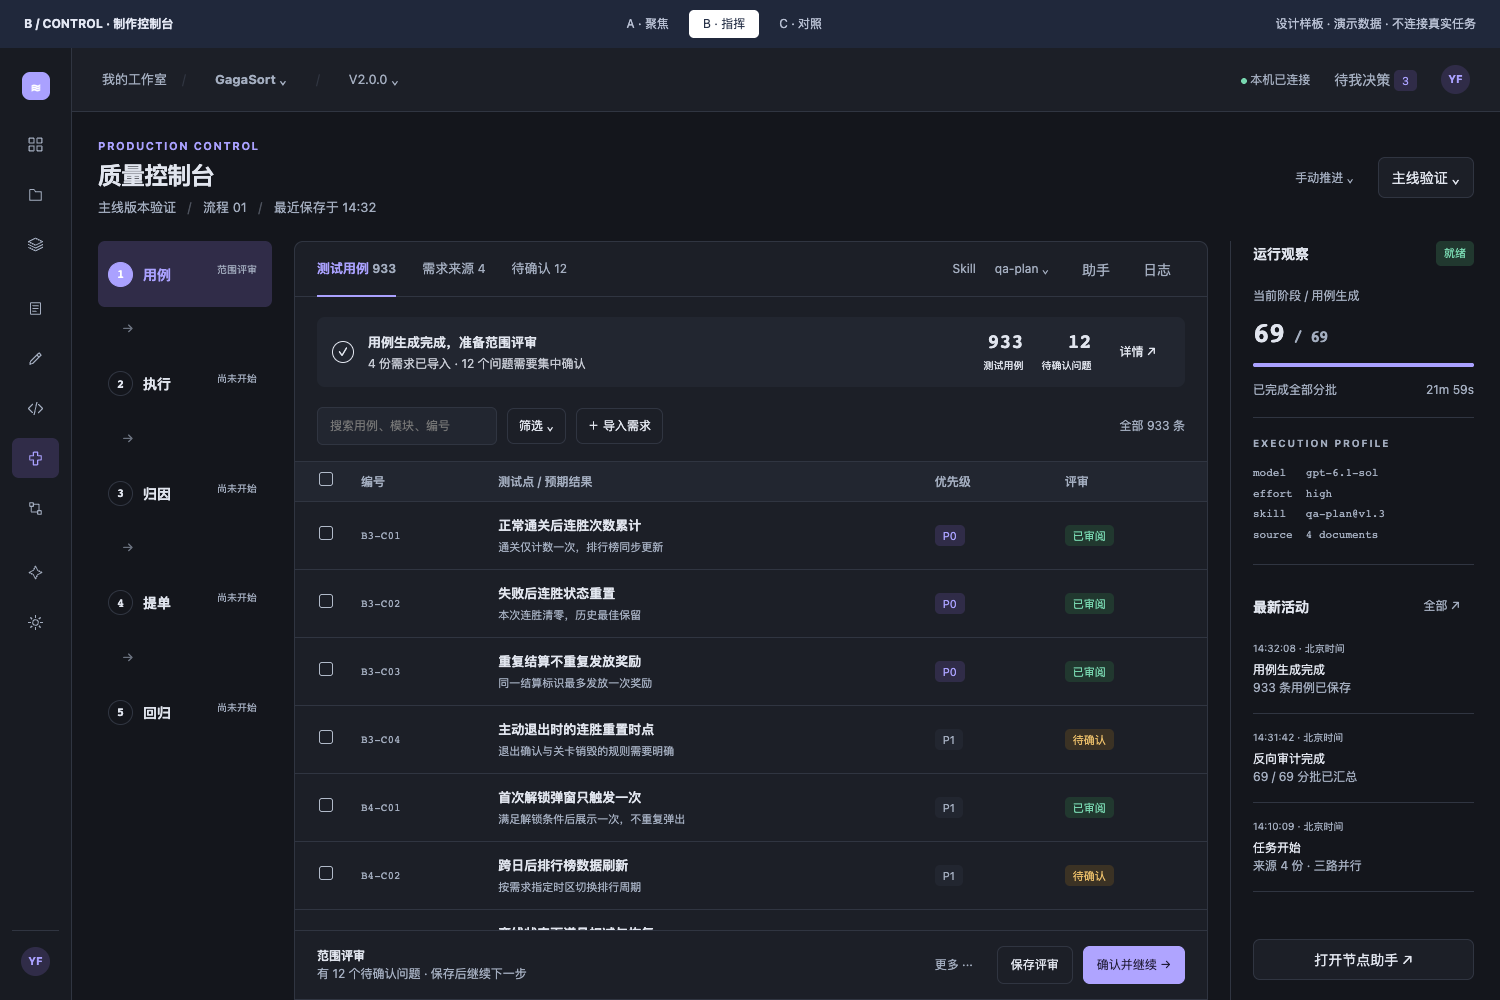 B / CONTROL · 制作控制台
A · 聚焦
B · 指挥
C · 对照
设计样板 · 演示数据 · 不连接真实任务
我的工作室 / GagaSort / V2.0.0
本机已连接
待我决策 3
YF
PRODUCTION CONTROL
质量控制台
主线版本验证 / 流程 01 / 最近保存于 14:32
手动推进
主线验证
1 用例 范围评审
→
2 执行 尚未开始
→
3 归因 尚未开始
→
4 提单 尚未开始
→
5 回归 尚未开始
YF
测试用例 933
需求来源 4
待确认 12
Skill qa-plan
助手
日志
用例生成完成，准备范围评审
4 份需求已导入 · 12 个问题需要集中确认
933
测试用例
12
待确认问题
详情 ↗
搜索用例、模块、编号
筛选
+ 导入需求
全部 933 条
编号 测试点 / 预期结果 优先级 评审
B3-C01 正常通关后连胜次数累计 P0 已审阅
通关仅计数一次，排行榜同步更新
B3-C02 失败后连胜状态重置 P0 已审阅
本次连胜清零，历史最佳保留
B3-C03 重复结算不重复发放奖励 P0 已审阅
同一结算标识最多发放一次奖励
B3-C04 主动退出时的连胜重置时点 P1 待确认
退出确认与关卡销毁的规则需要明确
B4-C01 首次解锁弹窗只触发一次 P1 已审阅
满足解锁条件后展示一次，不重复弹出
B4-C02 跨日后排行榜数据刷新 P1 待确认
按需求指定时区切换排行周期
范围评审
有 12 个待确认问题 · 保存后继续下一步
更多 ···
保存评审
确认并继续 →
运行观察 就绪
当前阶段 / 用例生成
69 / 69
已完成全部分批 21m 59s
EXECUTION PROFILE
model gpt-6.1-sol
effort high
skill qa-plan@v1.3
source 4 documents
最新活动 全部 ↗
14:32:08 · 北京时间
用例生成完成
933 条用例已保存
14:31:42 · 北京时间
反向审计完成
69 / 69 分批已汇总
14:10:09 · 北京时间
任务开始
来源 4 份 · 三路并行
打开节点助手 ↗